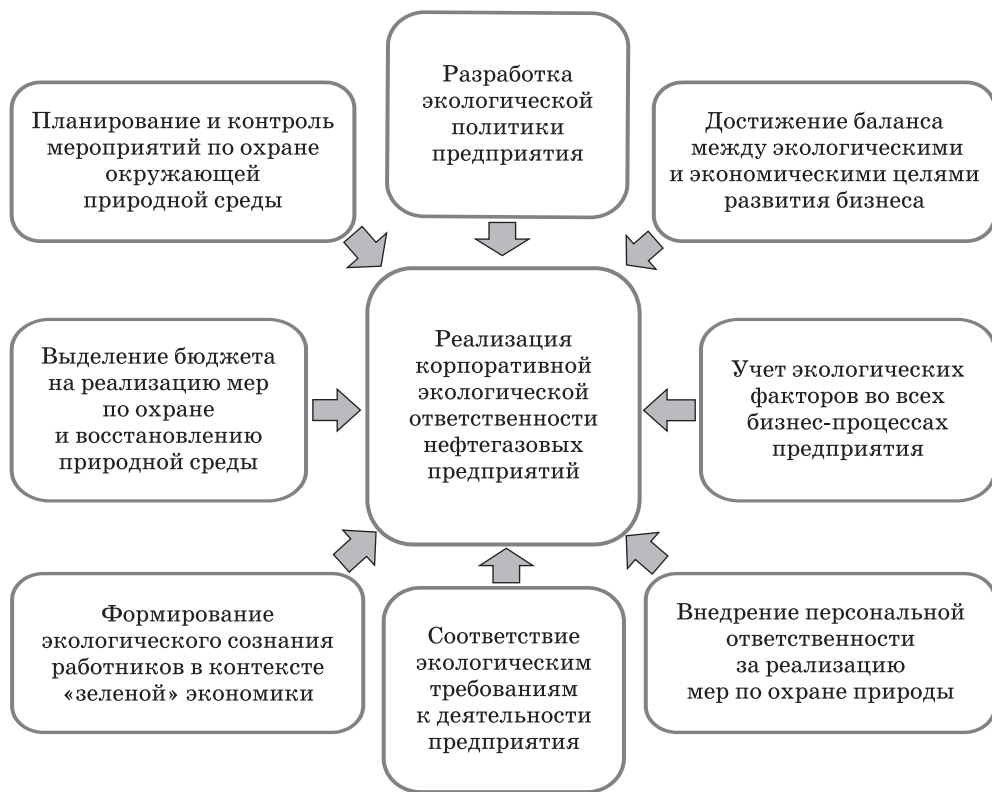 Разработка
экологической
политики
предприятия
Планирование и контроль
мероприятий по охране
окружающей
природной среды
Достижение баланса
между экологическими
и экономическими целями
развития бизнеса
Выделение бюджета
на реализацию мер
по охране
и восстановлению
природной среды
Реализация
корпоративной
экологической
ответственности
нефтегазовых
предприятий
Учет экологических
факторов во всех
бизнес-процессах
предприятия
Формирование
экологического сознания
работников в контексте
«зеленой» экономики
Соответствие
экологическим
требованиям
к деятельности
предприятия
Внедрение персональной
ответственности
за реализацию
мер по охране природы